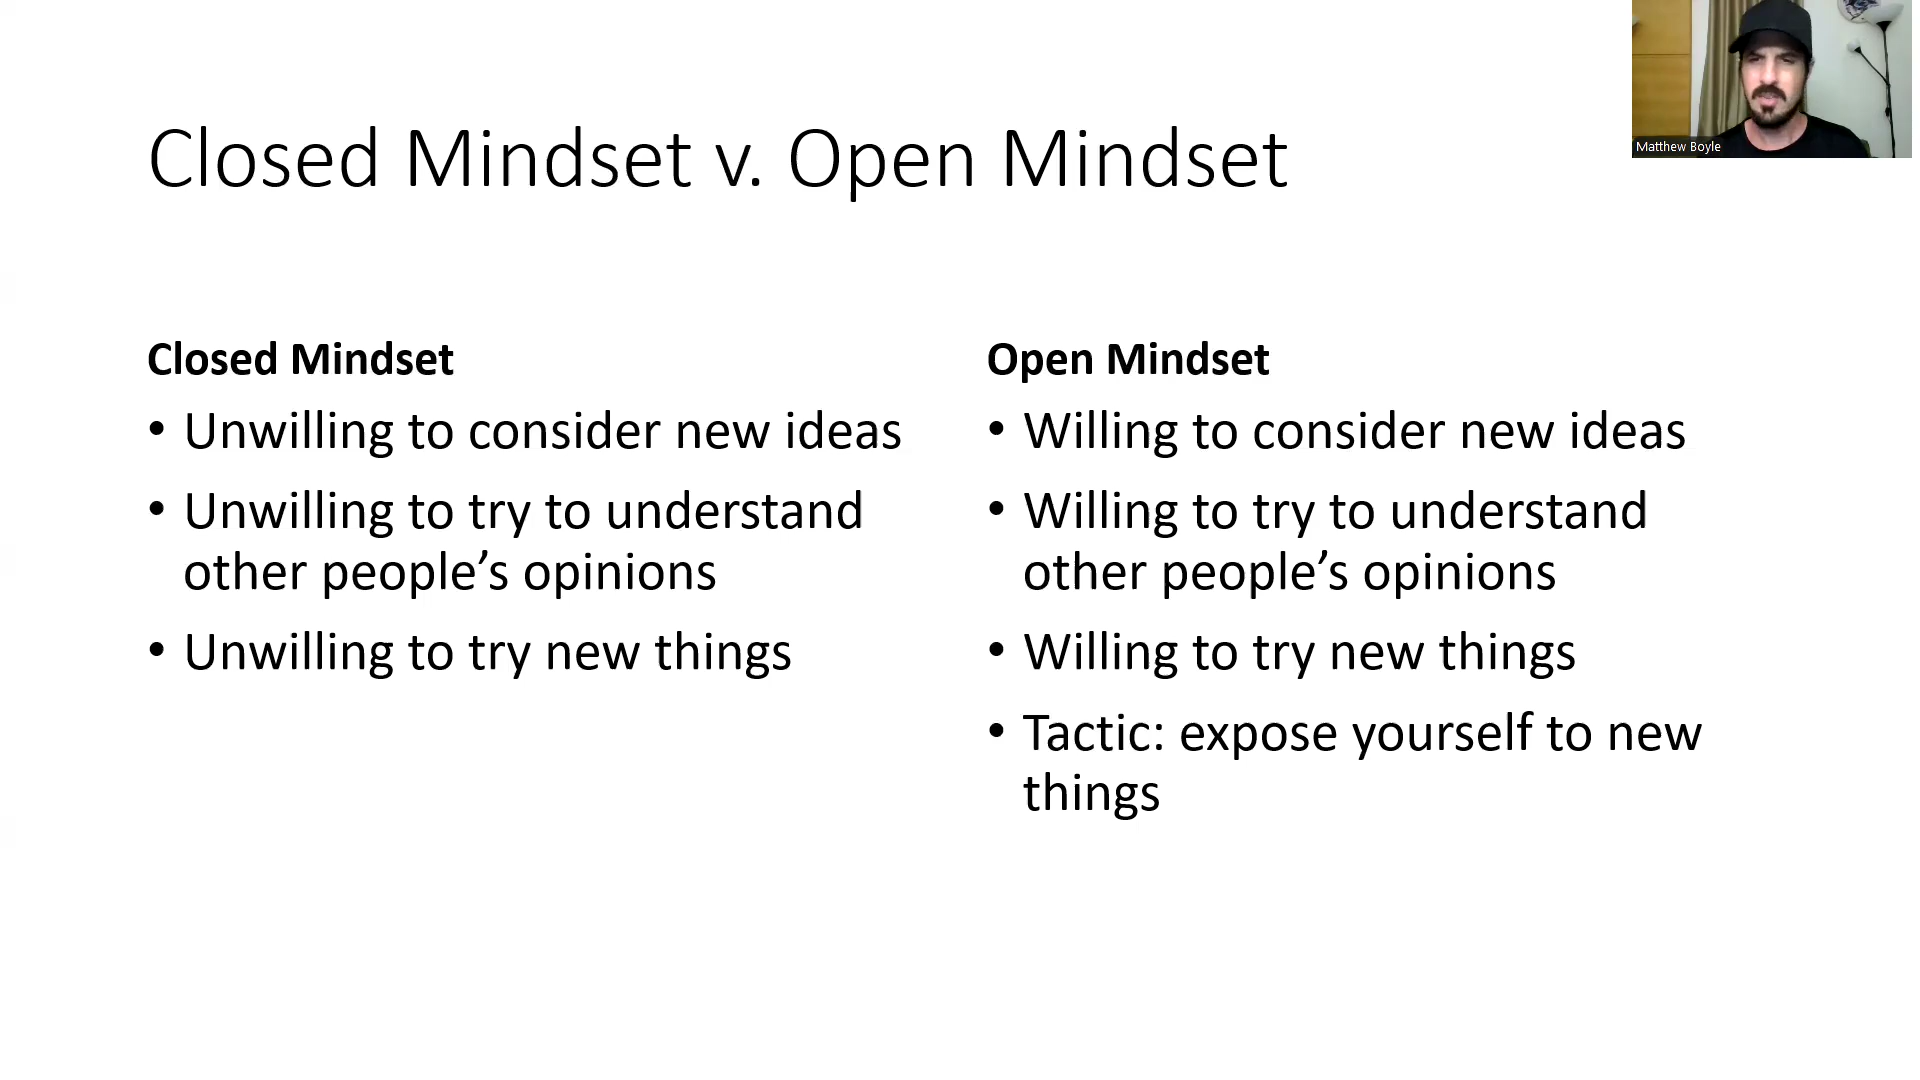 Matthew Boyle
Closed Mindset v. Open Mindset
Closed Mindset
• Unwilling to consider new ideas
• Unwilling to try to understand
other people’s opinions
• Unwilling to try new things
Open Mindset
• Willing to consider new ideas
• Willing to try to understand
other people’s opinions
• Willing to try new things
• Tactic: expose yourself to new
things